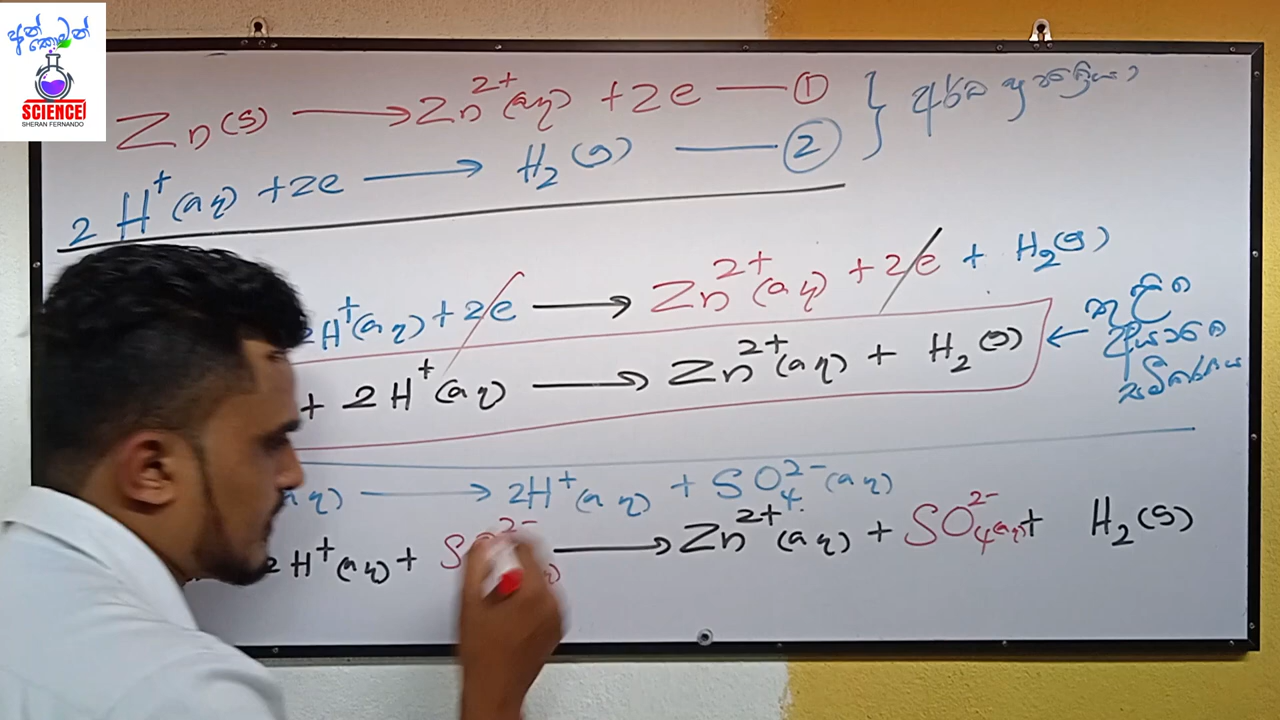 අන් කොමන්
SCIENCE
SHERAN FERNANDO
Zn(s) → Zn²⁺(aq) + 2e — ①
2H⁺(aq) + 2e → H₂(g) — ②
} අර්ධ ප්‍රතික්‍රියා
2H⁺(aq) + 2e → Zn²⁺(aq) + 2e + H₂(g)
+ 2H⁺(aq) → Zn²⁺(aq) + H₂(g)
← තුලිත
අයනික
සමීකරණය
(aq) → 2H⁺(aq) + SO₄²⁻(aq)
2H⁺(aq) + → Zn²⁺(aq) + SO₄²⁻(aq) + H₂(s)